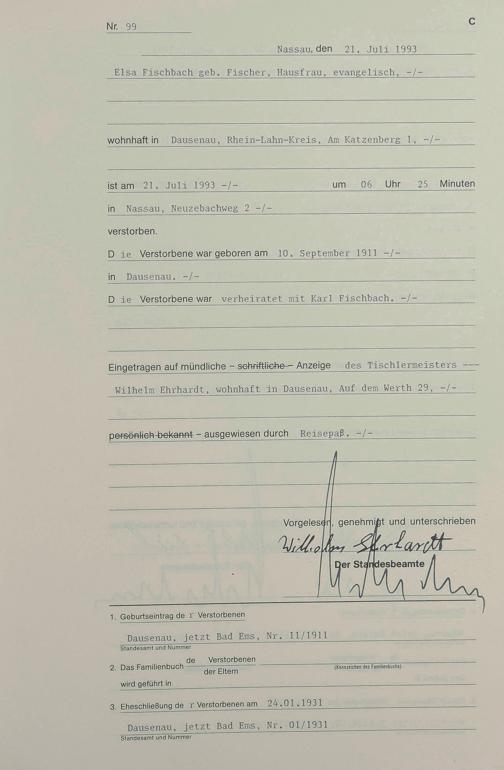 Nr. 99
C
Nassau, den 21. Juli 1993
Elsa Fischbach geb. Fischer, Hausfrau, evangelisch, -/-
wohnhaft in Dausenau, Rhein-Lahn-Kreis, Am Katzenberg 1, -/-
ist am 21. Juli 1993 -/- um 06 Uhr 25 Minuten
in Nassau, Neuzebachweg 2 -/-
verstorben.
D ie Verstorbene war geboren am 10. September 1911 -/-
in Dausenau. -/-
D ie Verstorbene war verheiratet mit Karl Fischbach. -/-
Eingetragen auf mündliche – schriftliche – Anzeige des Tischlermeisters ---
Wilhelm Ehrhardt, wohnhaft in Dausenau, Auf dem Werth 29, -/-
persönlich bekannt – ausgewiesen durch Reisepaß. -/-
Vorgelesen, genehmigt und unterschrieben
Wilhelm Ehrhardt
Der Standesbeamte
1. Geburtseintrag de r Verstorbenen
Dausenau, jetzt Bad Ems, Nr. 11/1911
Standesamt und Nummer
2. Das Familienbuch de Verstorbenen
der Eltern
(Kennzeichen des Familienbuchs)
wird geführt in
3. Eheschließung de r Verstorbenen am 24.01.1931
Dausenau, jetzt Bad Ems, Nr. 01/1931
Standesamt und Nummer